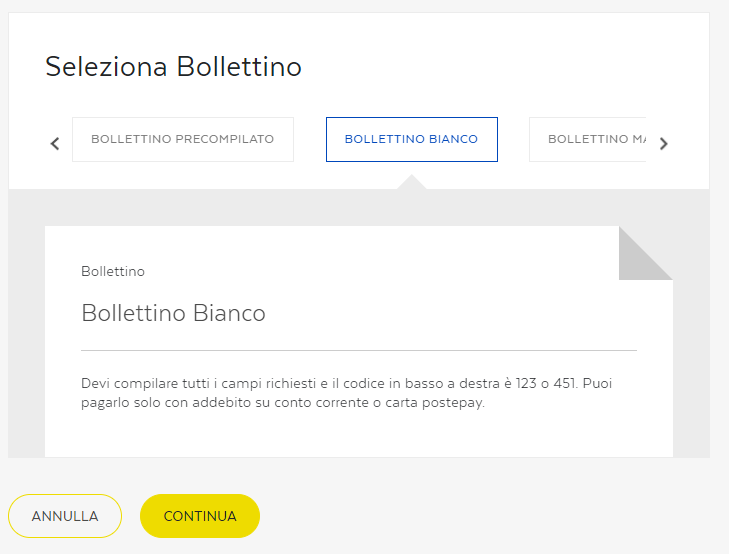 Seleziona Bollettino
BOLLETTINO PRECOMPILATO
BOLLETTINO BIANCO
BOLLETTINO
Bollettino
Bollettino Bianco
Devi compilare tutti i campi richiesti e il codice in basso a destra è 123 o 451. Puoi
pagarlo solo con addebito su conto corrente o carta postepay.
ANNULLA
CONTINUA